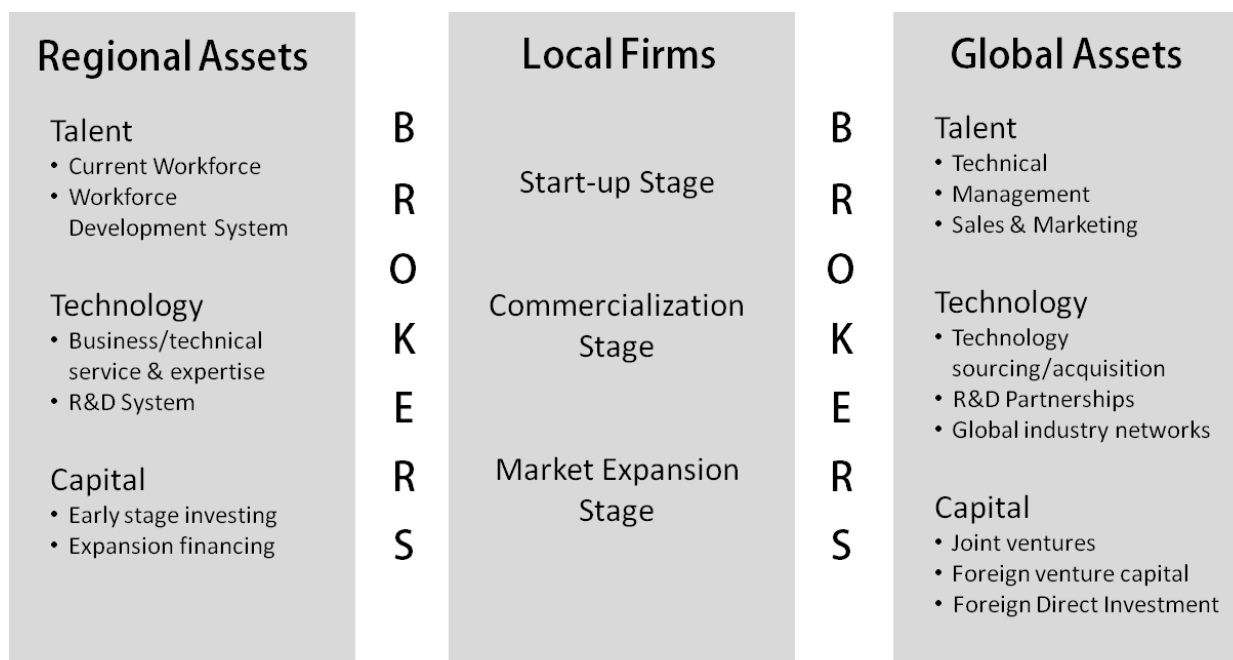 Regional Assets
Talent
• Current Workforce
• Workforce
Development System
Technology
• Business/technical
service & expertise
• R&D System
Capital
• Early stage investing
• Expansion financing
B
R
O
K
E
R
S
Local Firms
Start-up Stage
Commercialization
Stage
Market Expansion
Stage
B
R
O
K
E
R
S
Global Assets
Talent
• Technical
• Management
• Sales & Marketing
Technology
• Technology
sourcing/acquisition
• R&D Partnerships
• Global industry networks
Capital
• Joint ventures
• Foreign venture capital
• Foreign Direct Investment